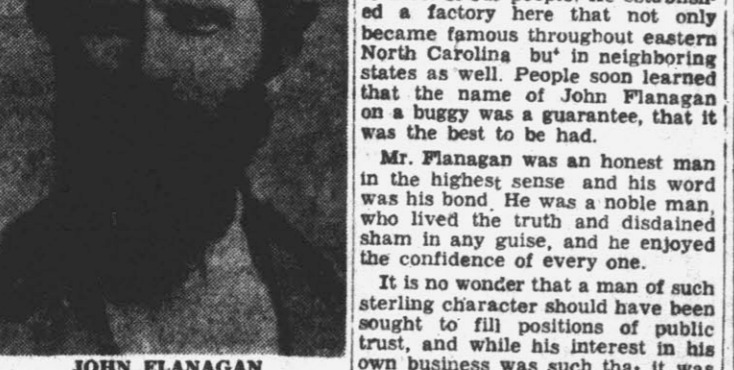 JOHN FLANAGAN
people, He establish-
ed a factory here that not only
became famous throughout eastern
North Carolina but in neighboring
states as well. People soon learned
that the name of John Flanagan
on a buggy was a guarantee, that it
was the best to be had.
Mr. Flanagan was an honest man
in the highest sense and his word
was his bond. He was a noble man,
who lived the truth and disdained
sham in any guise, and he enjoyed
the confidence of every one.
It is no wonder that a man of such
sterling character should have been
sought to fill positions of public
trust, and while his interest in his
own business was such that it was